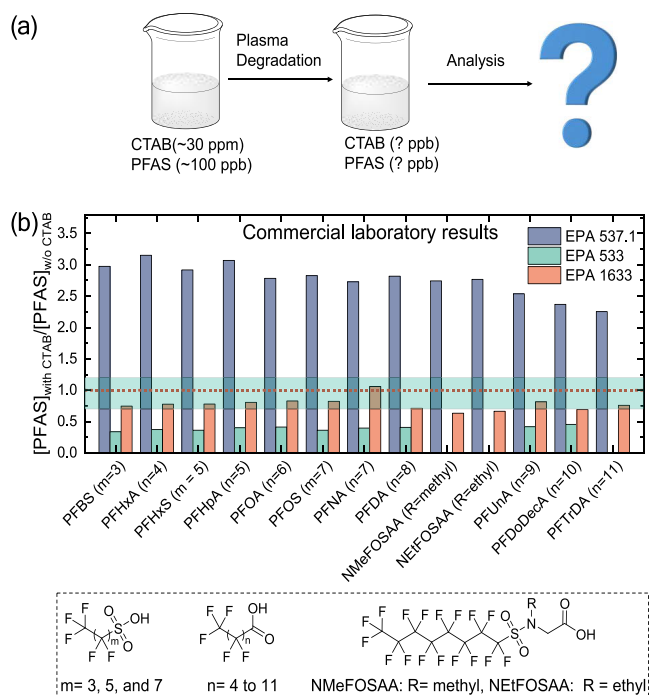 (a)
Plasma
Degradation
Analysis
?
CTAB(~30 ppm)
PFAS (~100 ppb)
CTAB (? ppb)
PFAS (? ppb)
(b)
Commercial laboratory results
EPA 537.1
EPA 533
EPA 1633
[PFAS]with CTAB/[PFAS]w/o CTAB
3.5
3.0
2.5
2.0
1.5
1.0
0.5
0.0
PFBS (m=3)
PFHxA (n=4)
PFHxS (m = 5)
PFHpA (n=5)
PFOA (n=6)
PFOS (m=7)
PFNA (n=7)
PFDA (n=8)
NMeFOSAA (R=methyl)
NEtFOSAA (R=ethyl)
PFUnA (n=9)
PFDoDecA (n=10)
PFTrDA (n=11)
F F F F F m S O O OH
F F F F F n O OH
F F F F F F F F F F F F F F F F F S O O N R O OH
m= 3, 5, and 7
n= 4 to 11
NMeFOSAA: R= methyl, NEtFOSAA: R = ethyl